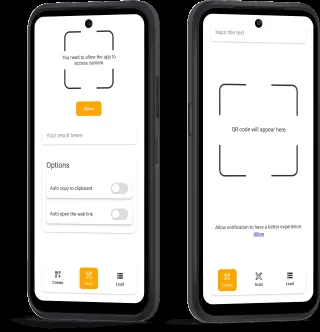 You need to allow the app to
access camera
Allow
Your result heare
Options
Auto copy to clipboard
Auto open the web link
Create
Scan
Load
Input the text
QR code will appear here
Allow notification to have a better experience.
Allow
Create
Scan
Load